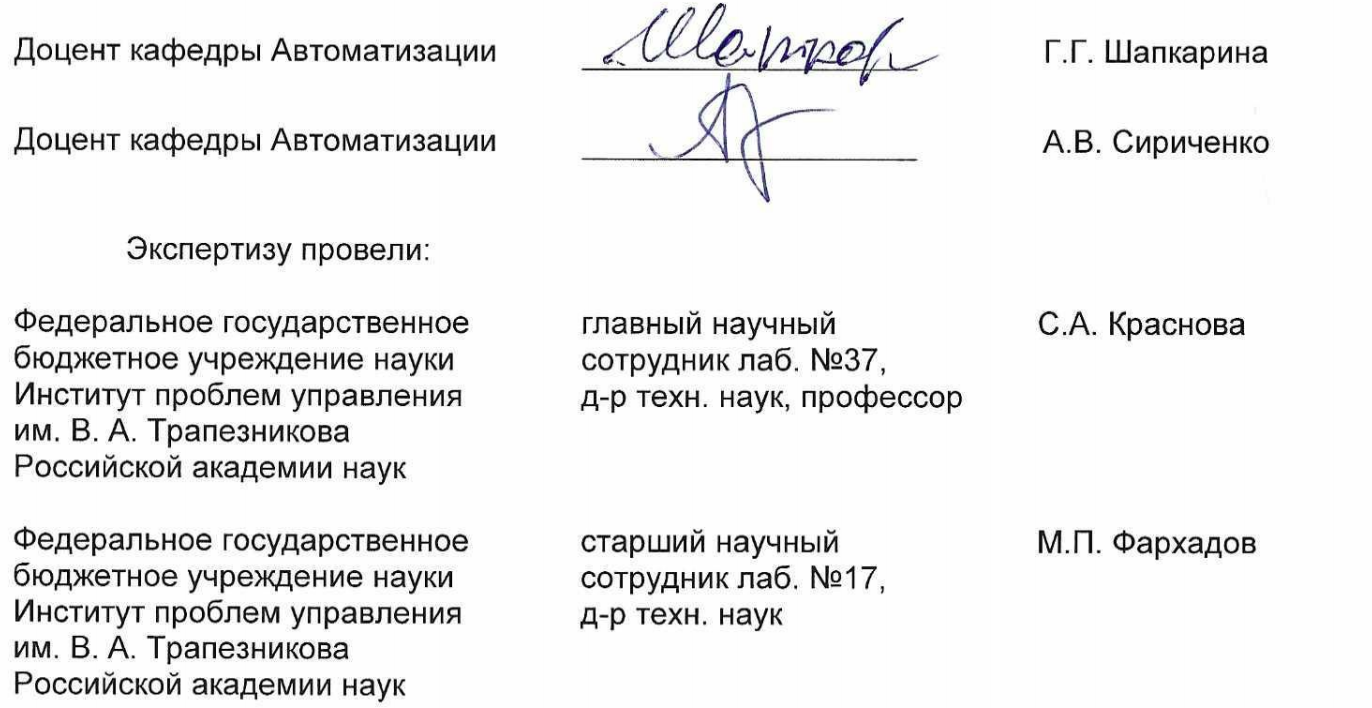 Доцент кафедры Автоматизации Г.Г. Шапкарина
Доцент кафедры Автоматизации А.В. Сириченко
Экспертизу провели:
Федеральное государственное главный научный С.А. Краснова
бюджетное учреждение науки сотрудник лаб. №37,
Институт проблем управления д-р техн. наук, профессор
им. В. А. Трапезникова
Российской академии наук
Федеральное государственное старший научный М.П. Фархадов
бюджетное учреждение науки сотрудник лаб. №17,
Институт проблем управления д-р техн. наук
им. В. А. Трапезникова
Российской академии наук